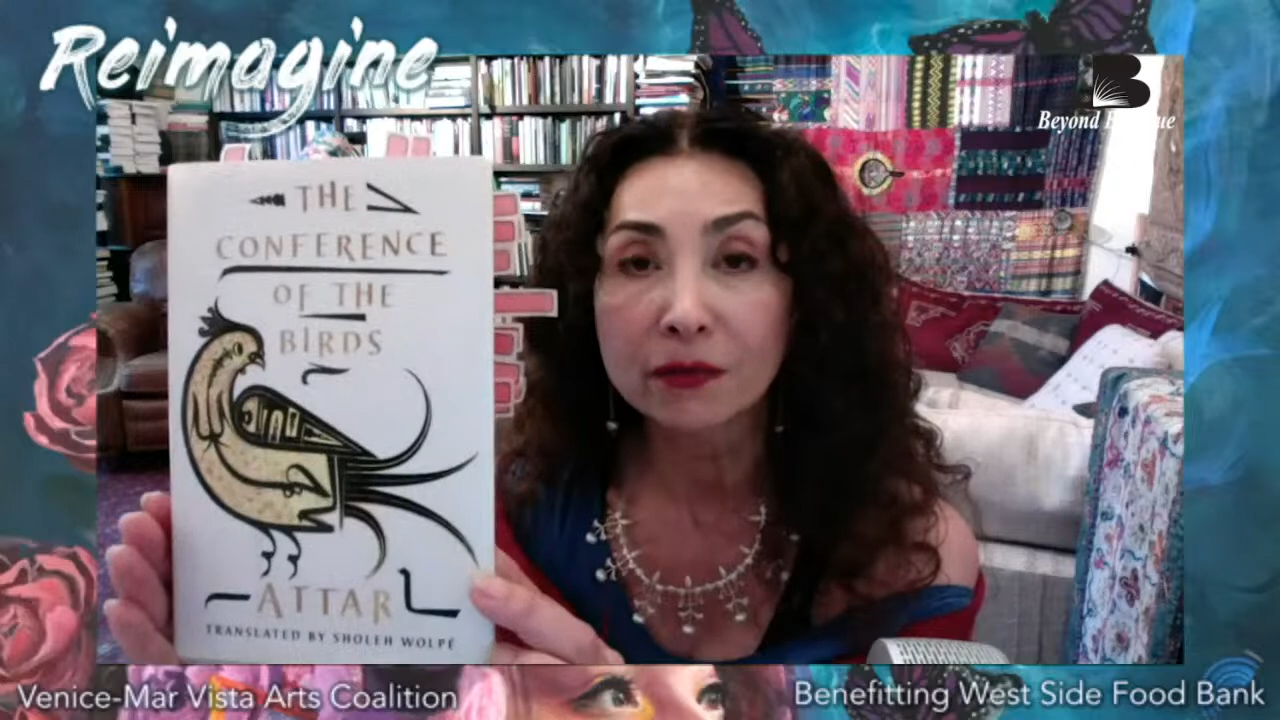 Reimagine
B
Beyond
THE
CONFERENCE
OF THE
BIRDS
ATTAR
TRANSLATED BY SHOLEH WOLPÉ
Venice-Mar Vista Arts Coalition
Benefitting West Side Food Bank